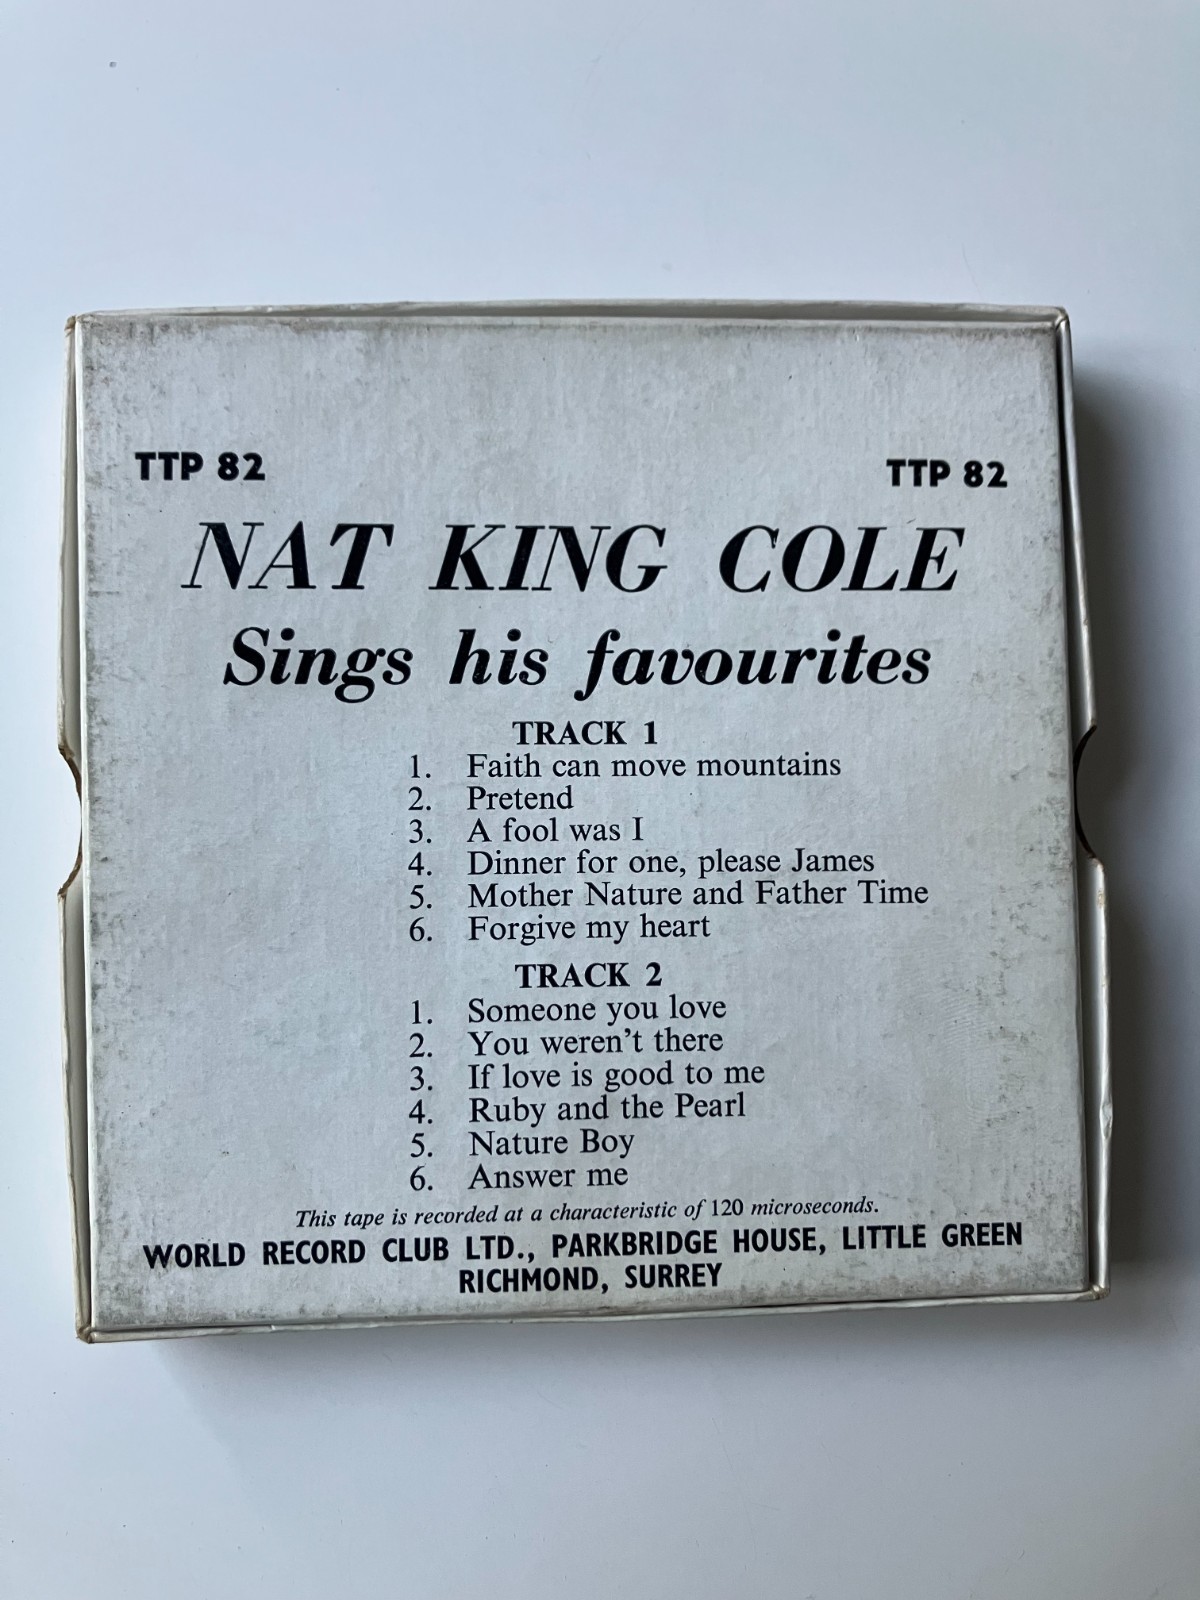 TTP 82 TTP 82
NAT KING COLE
Sings his favourites
TRACK 1
1. Faith can move mountains
2. Pretend
3. A fool was I
4. Dinner for one, please James
5. Mother Nature and Father Time
6. Forgive my heart
TRACK 2
1. Someone you love
2. You weren't there
3. If love is good to me
4. Ruby and the Pearl
5. Nature Boy
6. Answer me
This tape is recorded at a characteristic of 120 microseconds.
WORLD RECORD CLUB LTD., PARKBRIDGE HOUSE, LITTLE GREEN
RICHMOND, SURREY